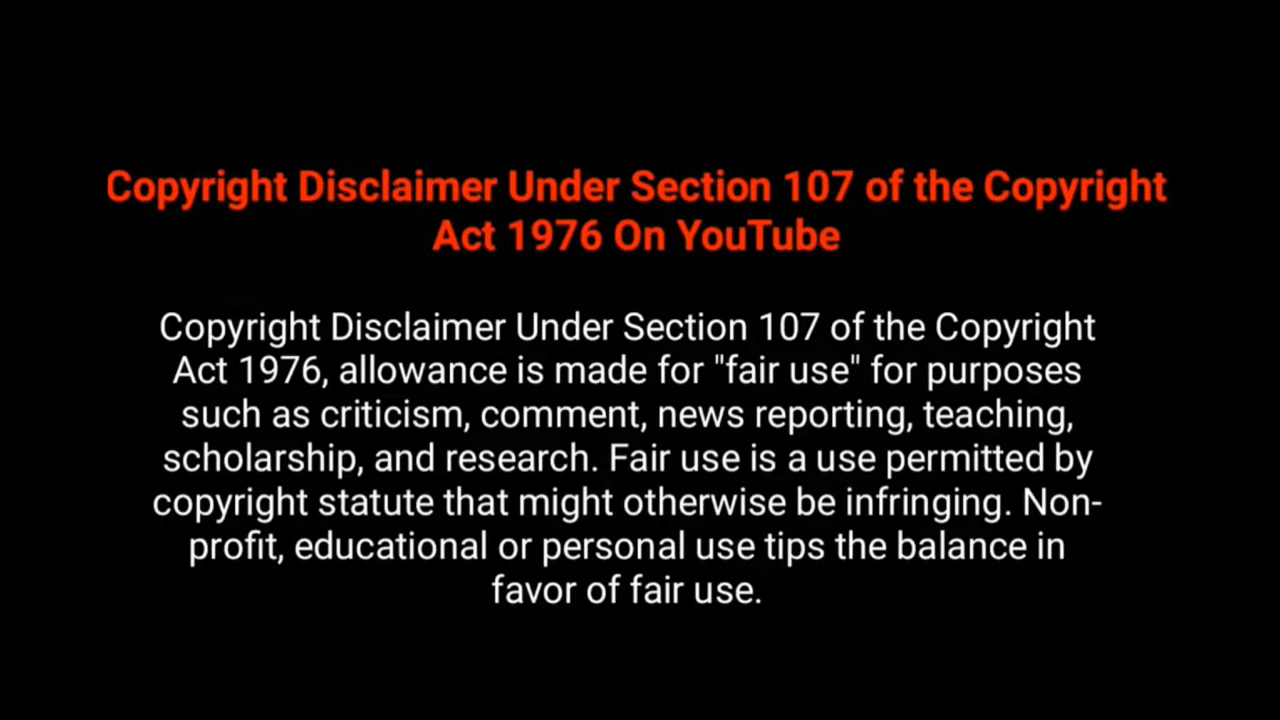 Copyright Disclaimer Under Section 107 of the Copyright
Act 1976 On YouTube
Copyright Disclaimer Under Section 107 of the Copyright
Act 1976, allowance is made for "fair use" for purposes
such as criticism, comment, news reporting, teaching,
scholarship, and research. Fair use is a use permitted by
copyright statute that might otherwise be infringing. Non-
profit, educational or personal use tips the balance in
favor of fair use.